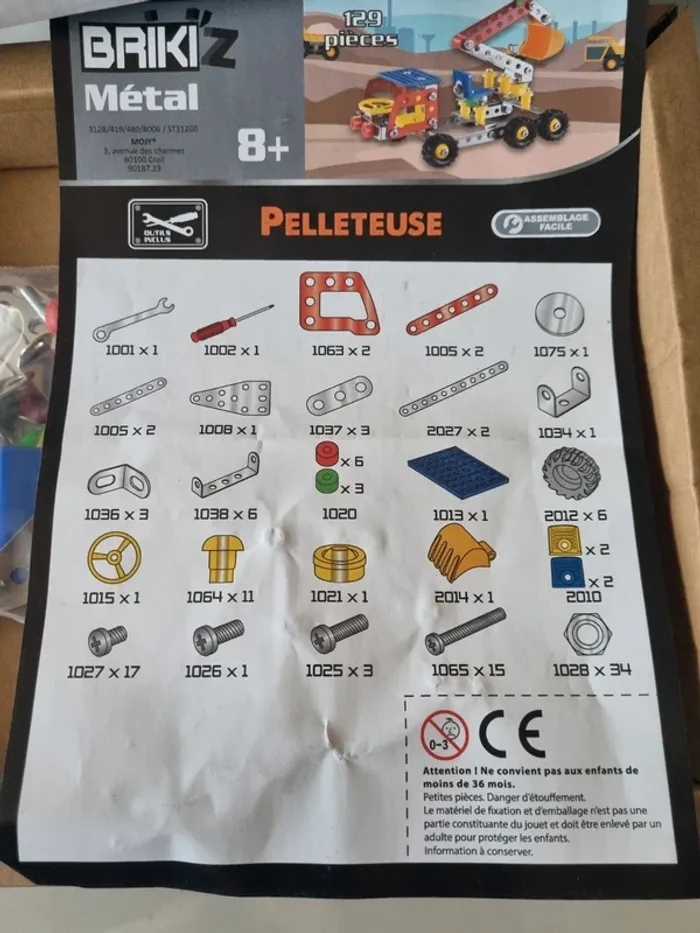 129
pièces
BRIKI'Z
Métal
3128/419/480/8006 / ST31200
MOIY®
3, avenue des charmes
60100 Creil
90187.23
8+
OUTILS
INCLUS
PELLETEUSE
ASSEMBLAGE
FACILE
1001 x 1
1002 x 1
1063 x 2
1005 x 2
1075 x 1
1005 x 2
1008 x 1
1037 x 3
2027 x 2
1034 x 1
1036 x 3
1038 x 6
x 6
x 3
1020
1013 x 1
2012 x 6
1015 x 1
1064 x 11
1021 x 1
2014 x 1
x 2
x 2
2010
1027 x 17
1026 x 1
1025 x 3
1065 x 15
1028 x 34
0-3
CE
Attention ! Ne convient pas aux enfants de
moins de 36 mois.
Petites pièces. Danger d'étouffement.
Le matériel de fixation et d'emballage n'est pas une
partie constituante du jouet et doit être enlevé par un
adulte pour protéger les enfants.
Information à conserver.